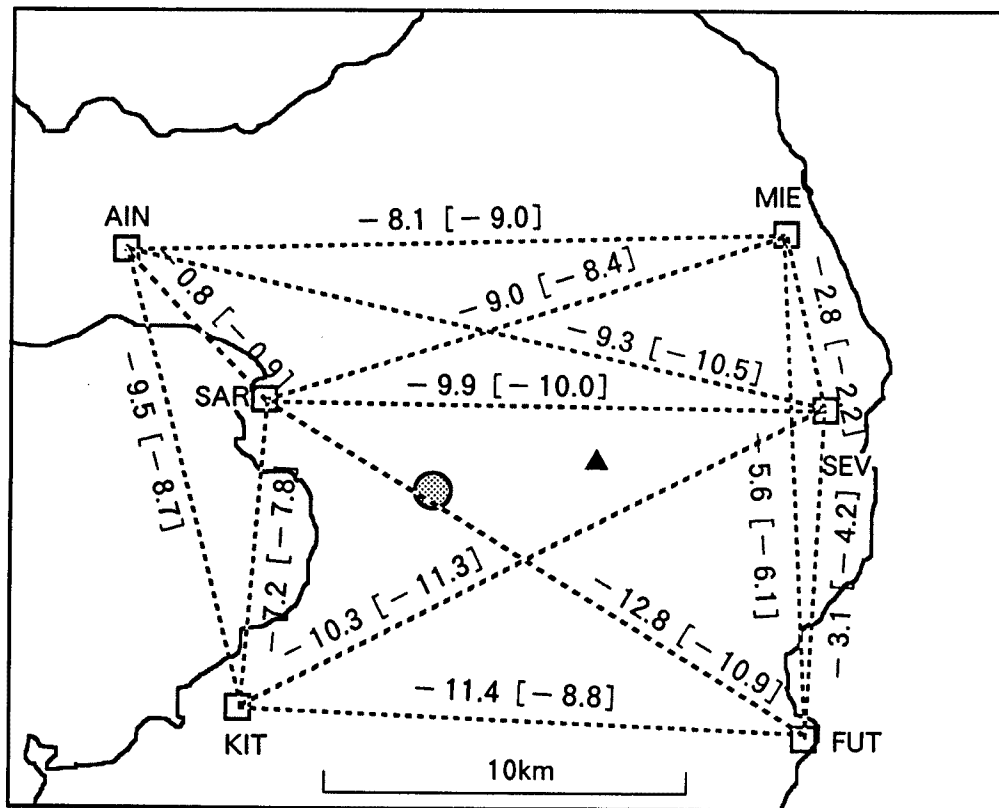 AIN
MIE
− 8.1 [− 9.0]
− 0.8 [− 0.9]
− 9.0 [− 8.4]
− 2.8 [− 2.2]
− 9.3 [− 10.5]
− 9.5 [− 8.7]
SAR
− 9.9 [− 10.0]
SEV
− 5.6 [− 6.1]
− 3.1 [− 4.2]
− 7.2 [− 7.8]
− 10.3 [− 11.3]
−12.8 [− 10.9]
− 11.4 [− 8.8]
KIT
FUT
10km